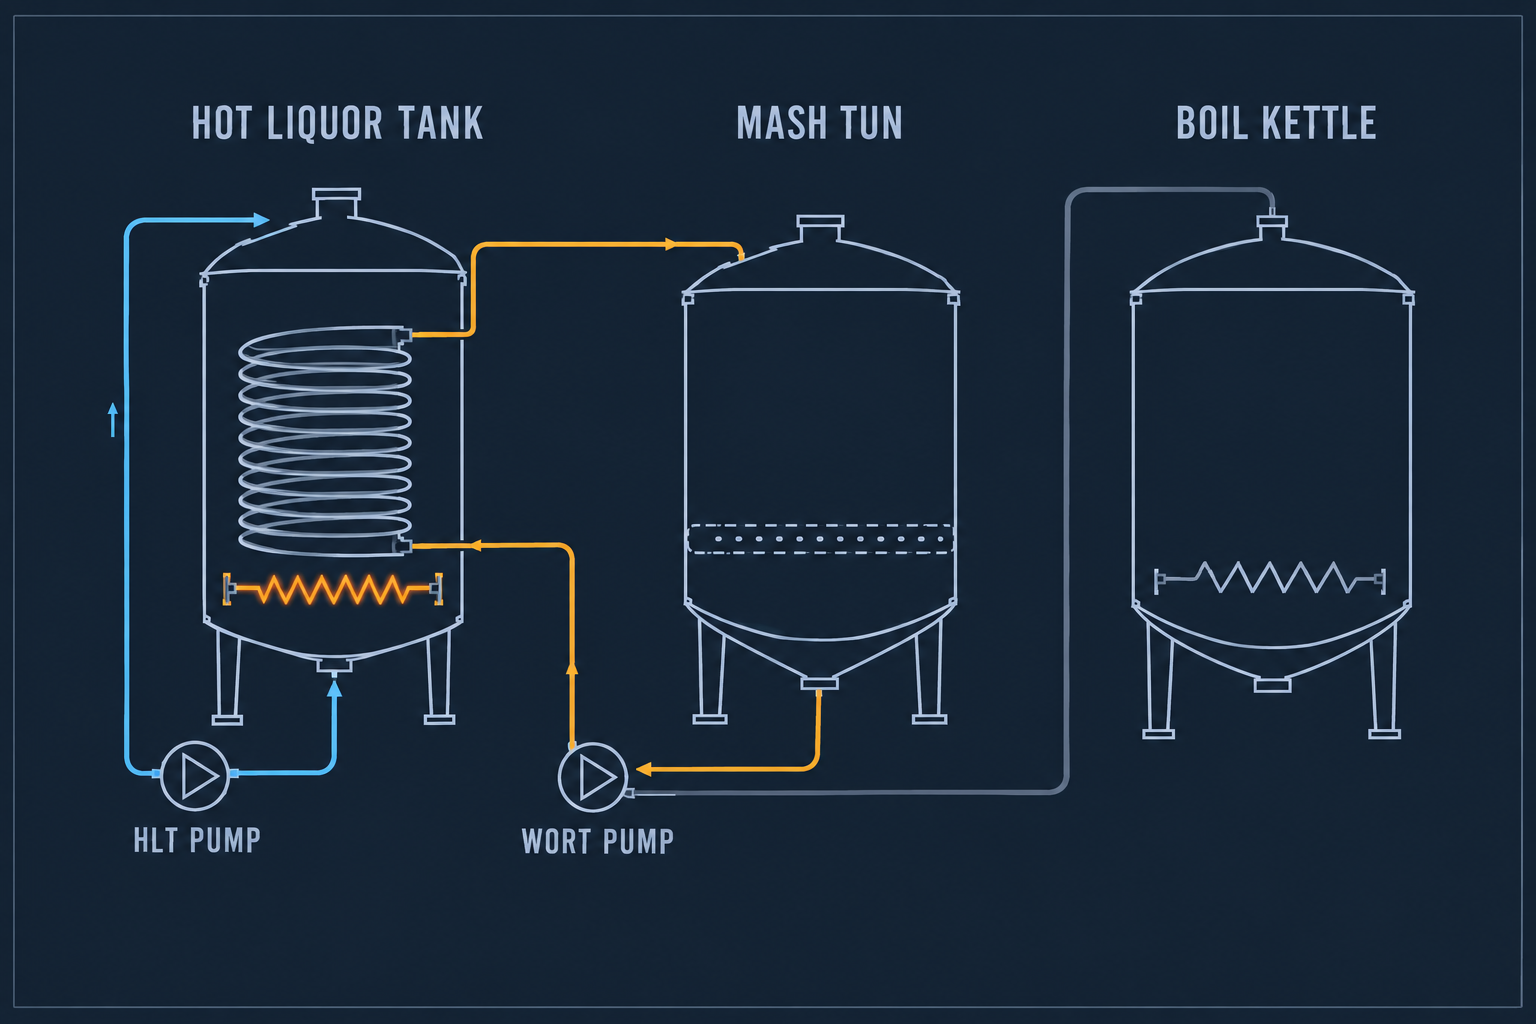 HOT LIQUOR TANK
MASH TUN
BOIL KETTLE
HLT PUMP
WORT PUMP